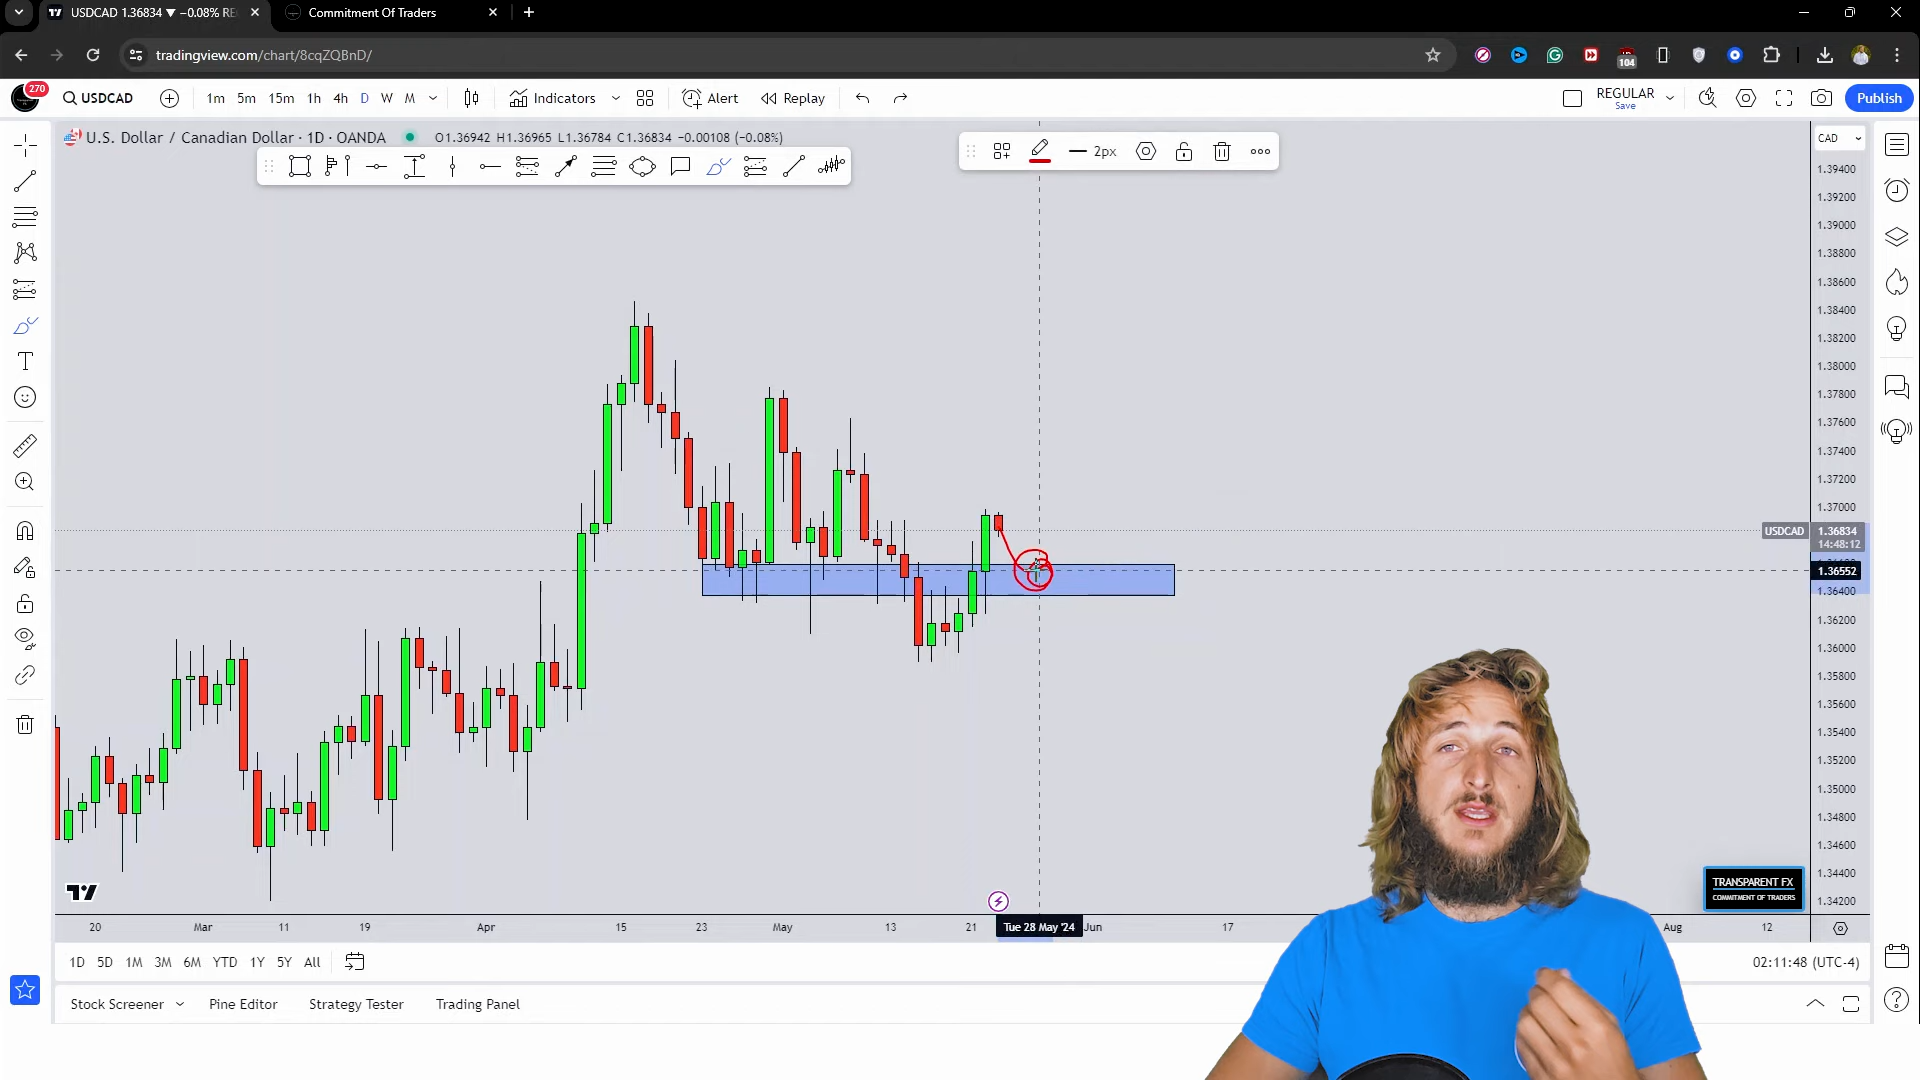 USDCAD 1.36834 ▼ −0.08% RE
Commitment Of Traders
tradingview.com/chart/8cqZQBnD/
104
270
USDCAD
1m 5m 15m 1h 4h D W M
Indicators
Alert
Replay
REGULAR
Save
Publish
U.S. Dollar / Canadian Dollar · 1D · OANDA
O1.36942 H1.36965 L1.36784 C1.36834 −0.00108 (−0.08%)
2px
CAD
1.39400
1.39200
1.39000
1.38800
1.38600
1.38400
1.38200
1.38000
1.37800
1.37600
1.37400
1.37200
1.37000
USDCAD 1.36834
14:48:12
1.36552
1.36400
1.36200
1.36000
1.35800
1.35600
1.35400
1.35200
1.35000
1.34800
1.34600
1.34400
1.34200
TRANSPARENT FX
COMMITMENT OF TRADERS
20 Mar 11 19 Apr 15 23 May 13 21 Tue 28 May '24 Jun 17 Aug 12
1D 5D 1M 3M 6M YTD 1Y 5Y All
02:11:48 (UTC-4)
Stock Screener Pine Editor Strategy Tester Trading Panel